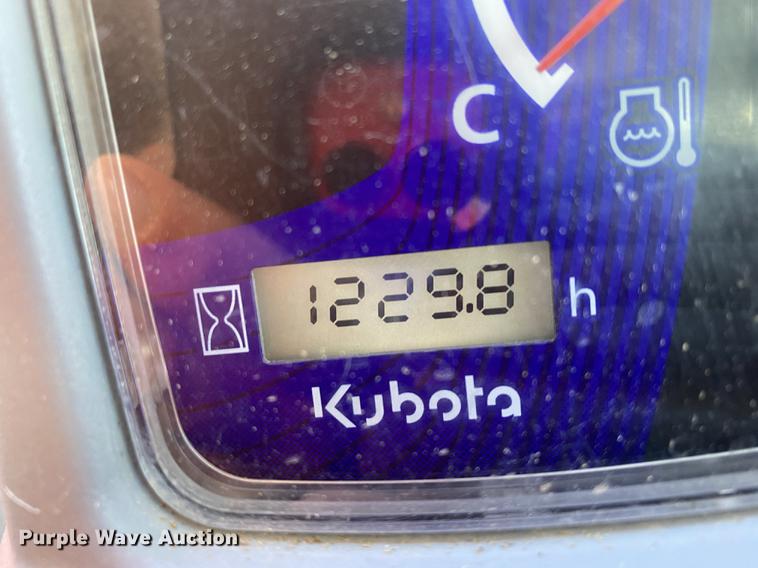 C
1229.8 h
Kubota
Purple Wave Auction